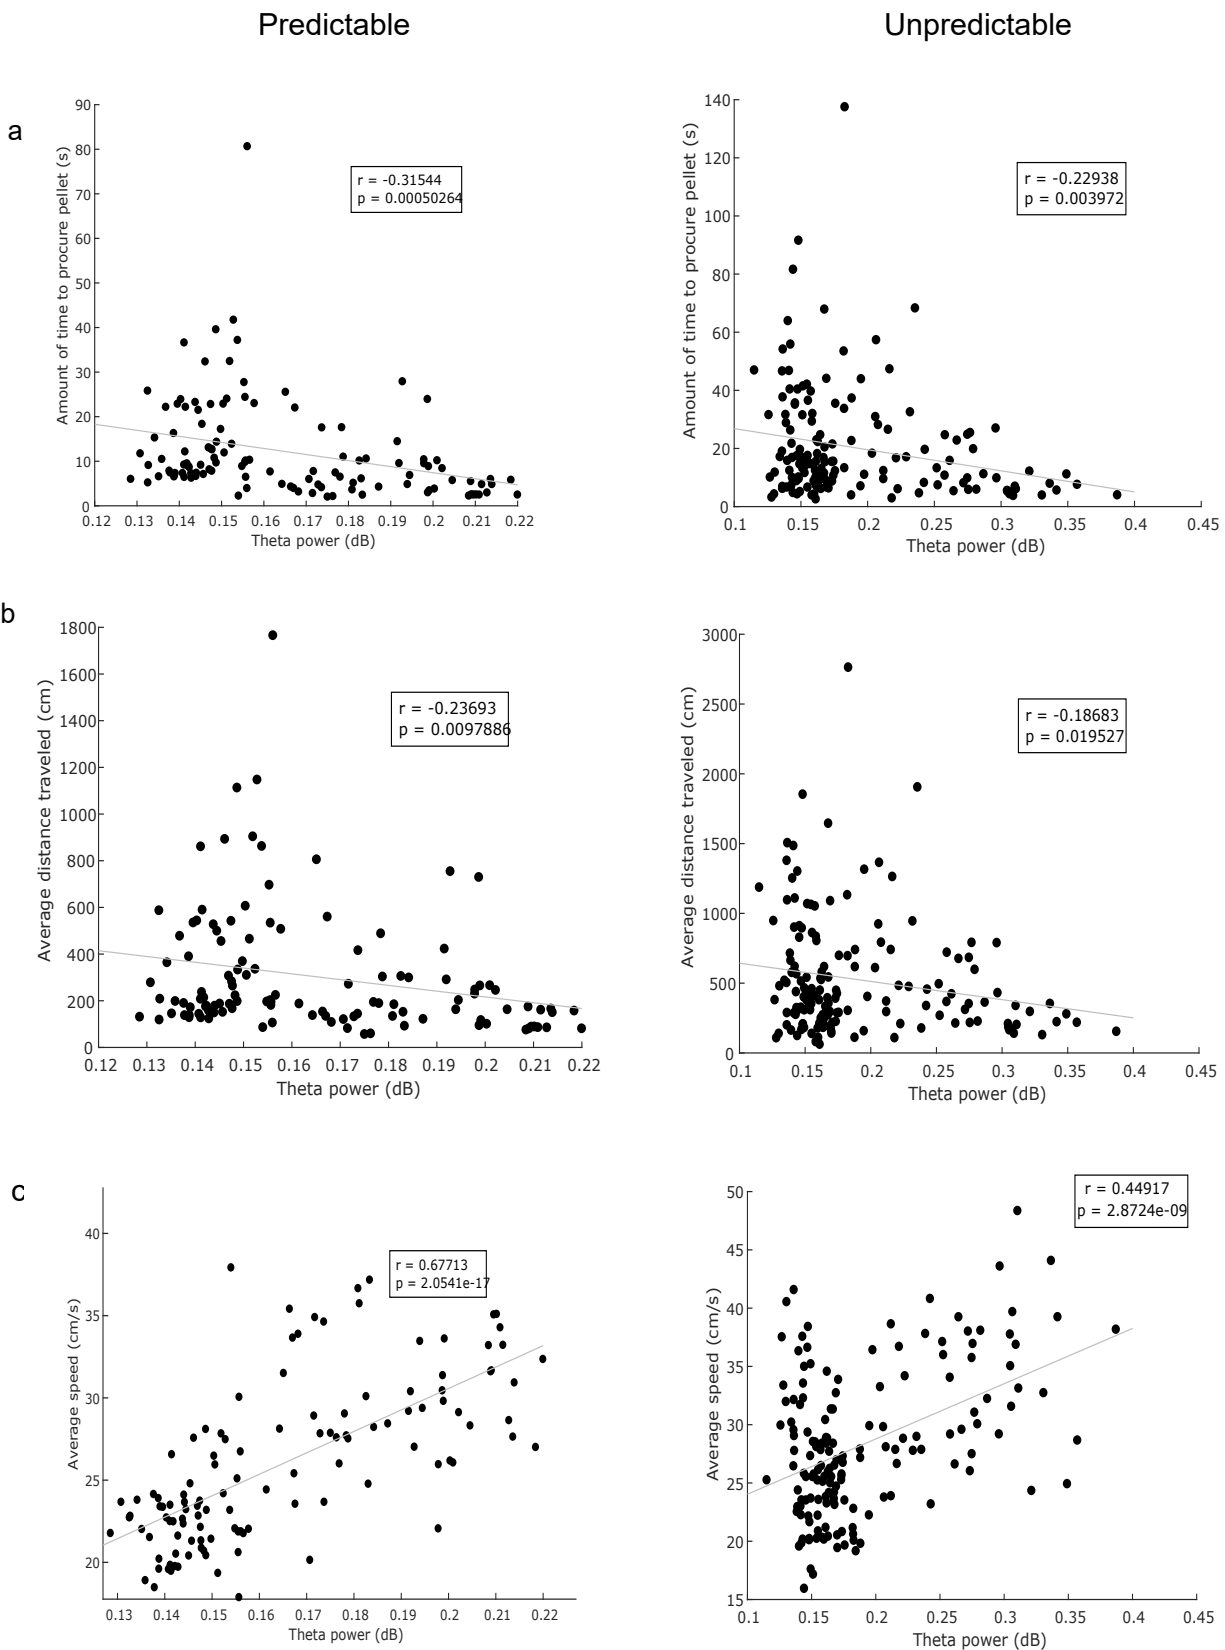 Predictable
Unpredictable
a
90
80
70
60
50
40
30
20
10
0
0.12 0.13 0.14 0.15 0.16 0.17 0.18 0.19 0.2 0.21 0.22
Amount of time to procure pellet (s)
Theta power (dB)
r = -0.31544
p = 0.00050264
140
120
100
80
60
40
20
0
0.1 0.15 0.2 0.25 0.3 0.35 0.4 0.45
Amount of time to procure pellet (s)
Theta power (dB)
r = -0.22938
p = 0.003972
b
1800
1600
1400
1200
1000
800
600
400
200
0
0.12 0.13 0.14 0.15 0.16 0.17 0.18 0.19 0.2 0.21 0.22
Average distance traveled (cm)
Theta power (dB)
r = -0.23693
p = 0.0097886
3000
2500
2000
1500
1000
500
0
0.1 0.15 0.2 0.25 0.3 0.35 0.4 0.45
Average distance traveled (cm)
Theta power (dB)
r = -0.18683
p = 0.019527
c
40
35
30
25
20
0.13 0.14 0.15 0.16 0.17 0.18 0.19 0.2 0.21 0.22
Average speed (cm/s)
Theta power (dB)
r = 0.67713
p = 2.0541e-17
50
45
40
35
30
25
20
15
0.1 0.15 0.2 0.25 0.3 0.35 0.4 0.45
Average speed (cm/s)
Theta power (dB)
r = 0.44917
p = 2.8724e-09